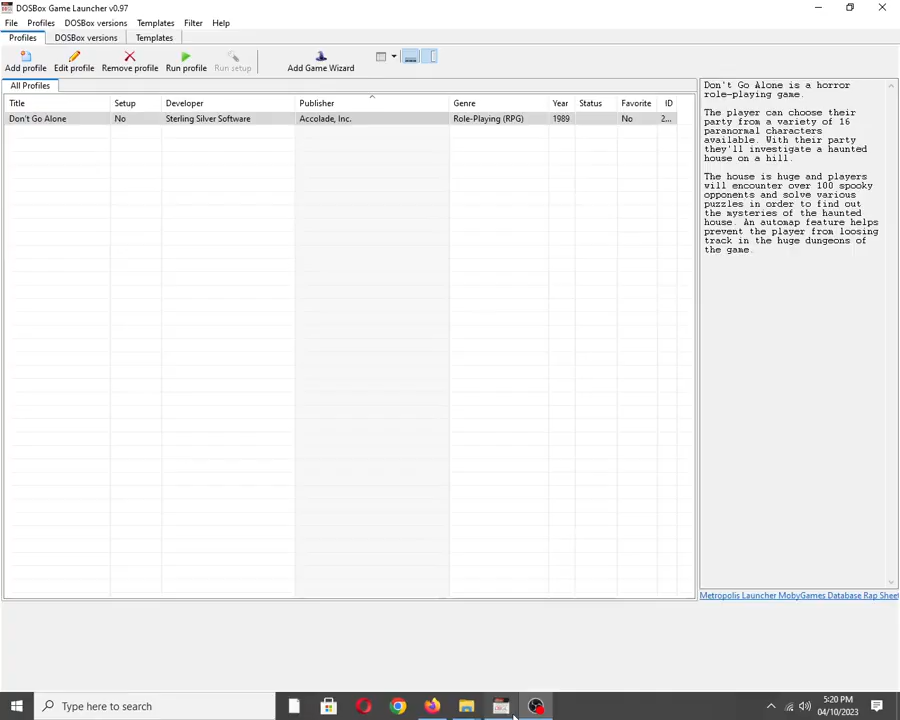 DOSBox Game Launcher v0.97
File Profiles DOSBox versions Templates Filter Help
Profiles DOSBox versions Templates
Add profile Edit profile Remove profile Run profile Run setup Add Game Wizard
All Profiles
Title Setup Developer Publisher Genre Year Status Favorite ID
Don't Go Alone No Sterling Silver Software Accolade, Inc. Role-Playing (RPG) 1989 No 2...
Don't Go Alone is a horror
role-playing game.
The player can choose their
party from a variety of 16
paranormal characters
available. With their party
they'll investigate a haunted
house on a hill.
The house is huge and players
will encounter over 100 spooky
opponents and solve various
puzzles in order to find out
the mysteries of the haunted
house. An automap feature helps
prevent the player from loosing
track in the huge dungeons of
the game.
Metropolis Launcher MobyGames Database Rap Sheet
Type here to search
5:20 PM
04/10/2023